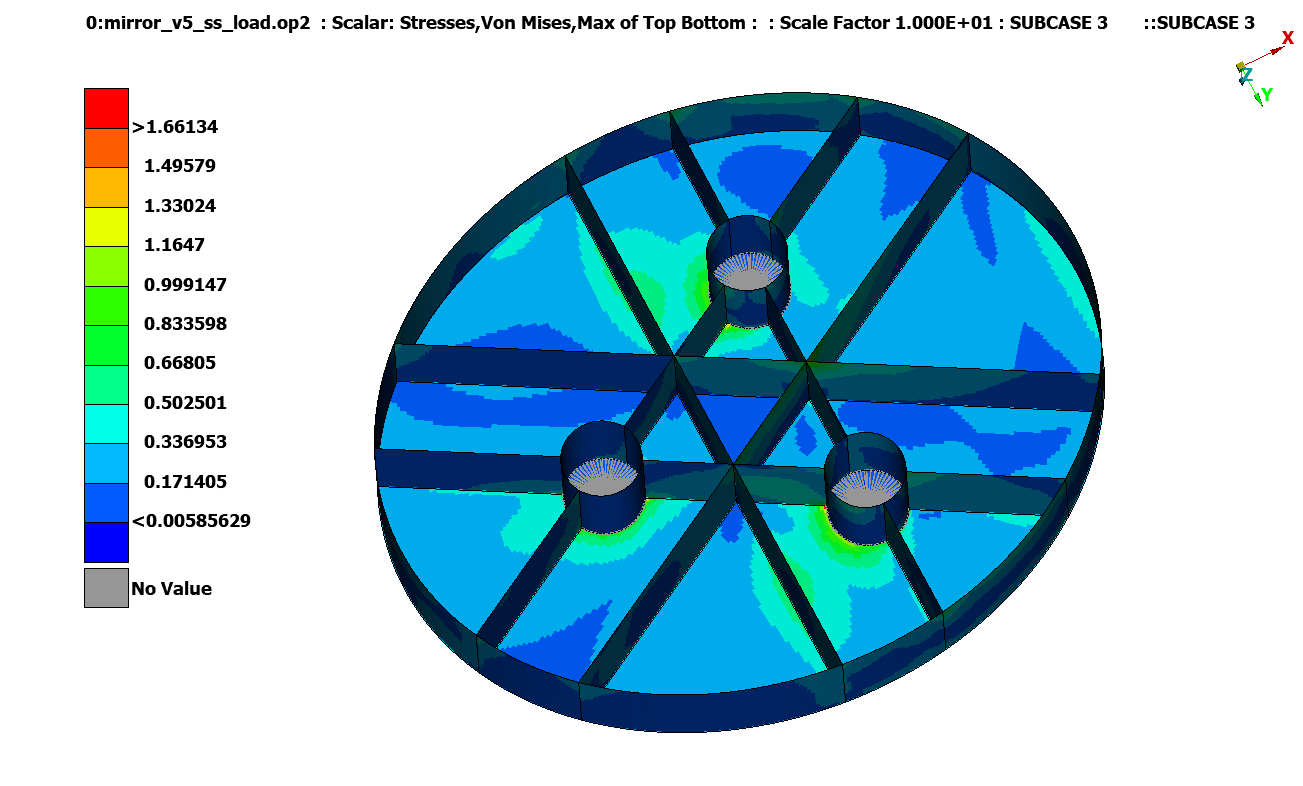 0:mirror_v5_ss_load.op2 : Scalar: Stresses,Von Mises,Max of Top Bottom : : Scale Factor 1.000E+01 : SUBCASE 3 ::SUBCASE 3
X
Z
Y
>1.66134
1.49579
1.33024
1.1647
0.999147
0.833598
0.66805
0.502501
0.336953
0.171405
<0.00585629
No Value